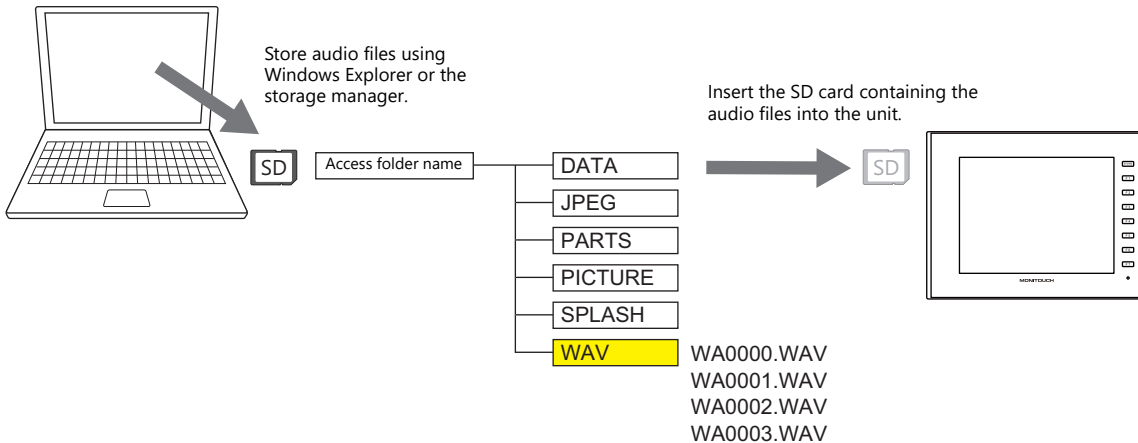 Store audio files using
Windows Explorer or the
storage manager.
Insert the SD card containing the
audio files into the unit.
SD
Access folder name
DATA
SD
JPEG
PARTS
PICTURE
SPLASH
WAV
WA0000.WAV
WA0001.WAV
WA0002.WAV
WA0003.WAV
MONITOUCH